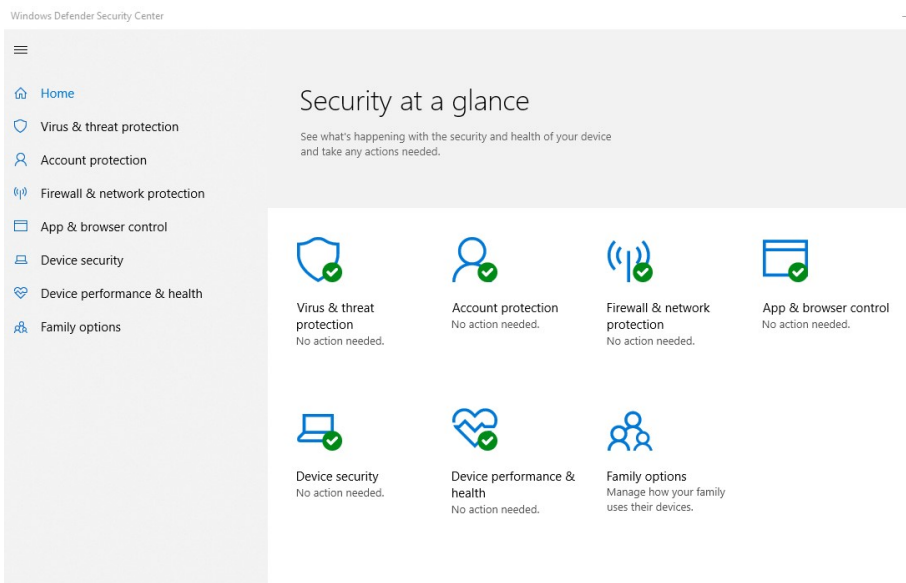 Windows Defender Security Center
Home
Virus & threat protection
Account protection
Firewall & network protection
App & browser control
Device security
Device performance & health
Family options
Security at a glance
See what's happening with the security and health of your device
and take any actions needed.
Virus & threat
protection
No action needed.
Account protection
No action needed.
Firewall & network
protection
No action needed.
App & browser control
No action needed.
Device security
No action needed.
Device performance &
health
No action needed.
Family options
Manage how your family
uses their devices.